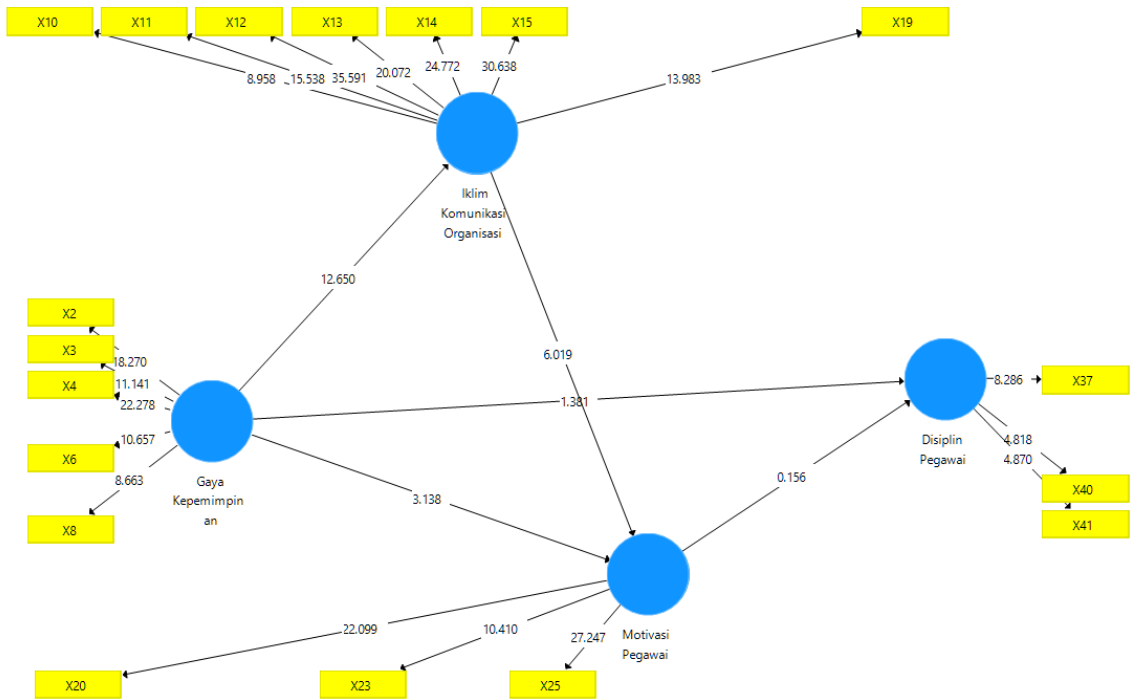 X10
X11
X12
X13
X14
X15
X19
8.958
15.538
35.591
20.072
24.772
30.638
13.983
Iklim
Komunikasi
Organisasi
12.650
6.019
X2
X3
X4
X6
X8
18.270
11.141
22.278
10.657
8.663
Gaya
Kepemimpin
an
1.381
3.138
0.156
Disiplin
Pegawai
8.286
4.818
4.870
X37
X40
X41
Motivasi
Pegawai
22.099
10.410
27.247
X20
X23
X25